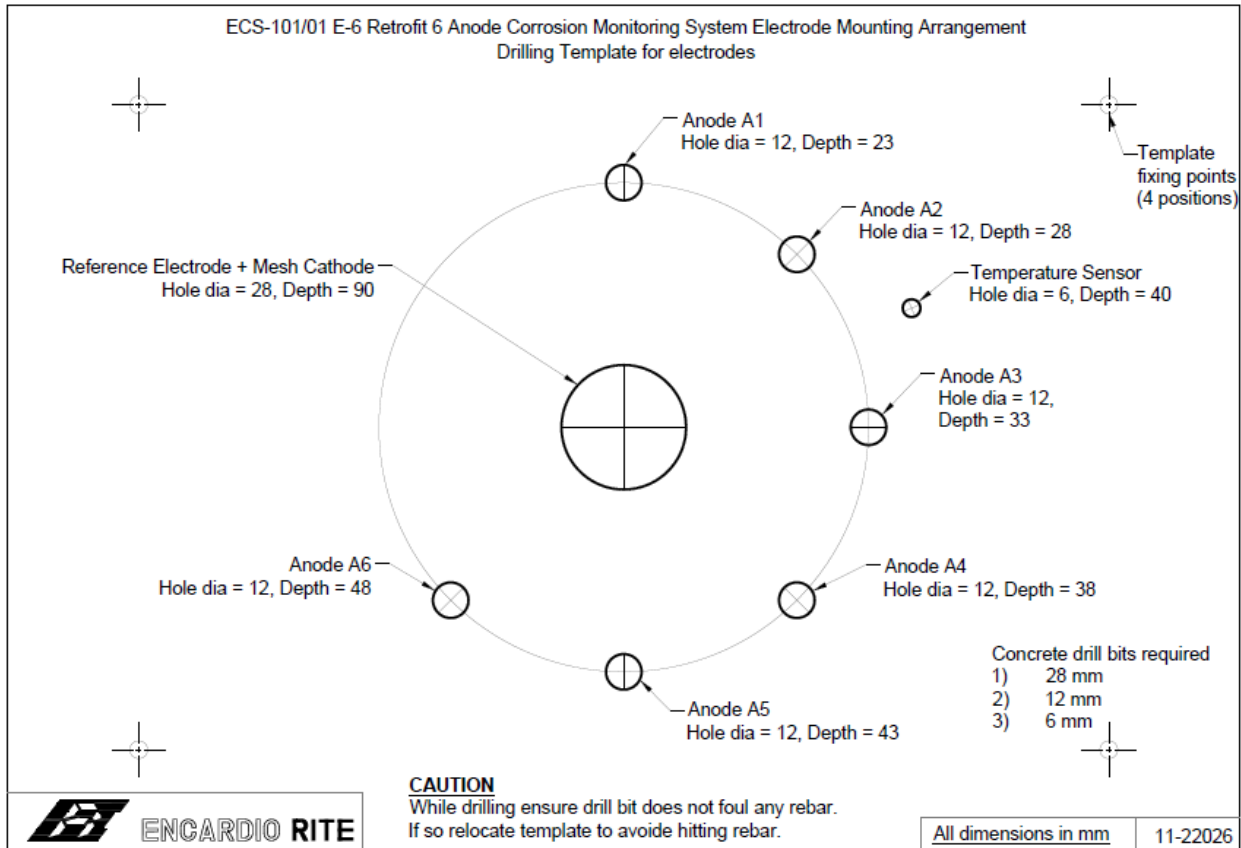 ECS-101/01 E-6 Retrofit 6 Anode Corrosion Monitoring System Electrode Mounting Arrangement
Drilling Template for electrodes
Anode A1
Hole dia = 12, Depth = 23
Template
fixing points
(4 positions)
Anode A2
Hole dia = 12, Depth = 28
Reference Electrode + Mesh Cathode
Hole dia = 28, Depth = 90
Temperature Sensor
Hole dia = 6, Depth = 40
Anode A3
Hole dia = 12,
Depth = 33
Anode A6
Hole dia = 12, Depth = 48
Anode A4
Hole dia = 12, Depth = 38
Concrete drill bits required
1) 28 mm
2) 12 mm
3) 6 mm
Anode A5
Hole dia = 12, Depth = 43
CAUTION
While drilling ensure drill bit does not foul any rebar.
If so relocate template to avoide hitting rebar.
ENCARDIO RITE
All dimensions in mm
11-22026